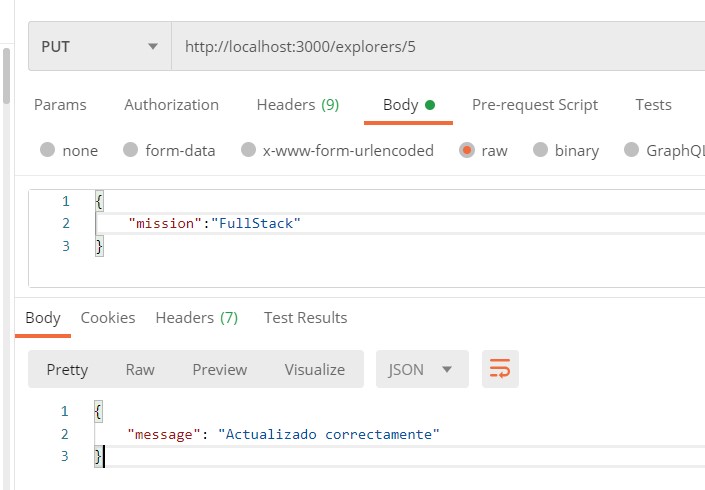 PUT http://localhost:3000/explorers/5
Params Authorization Headers (9) Body Pre-request Script Tests
none form-data x-www-form-urlencoded raw binary GraphQL
1 {
2 "mission":"FullStack"
3 }
Body Cookies Headers (7) Test Results
Pretty Raw Preview Visualize JSON
1 {
2 "message": "Actualizado correctamente"
3 }